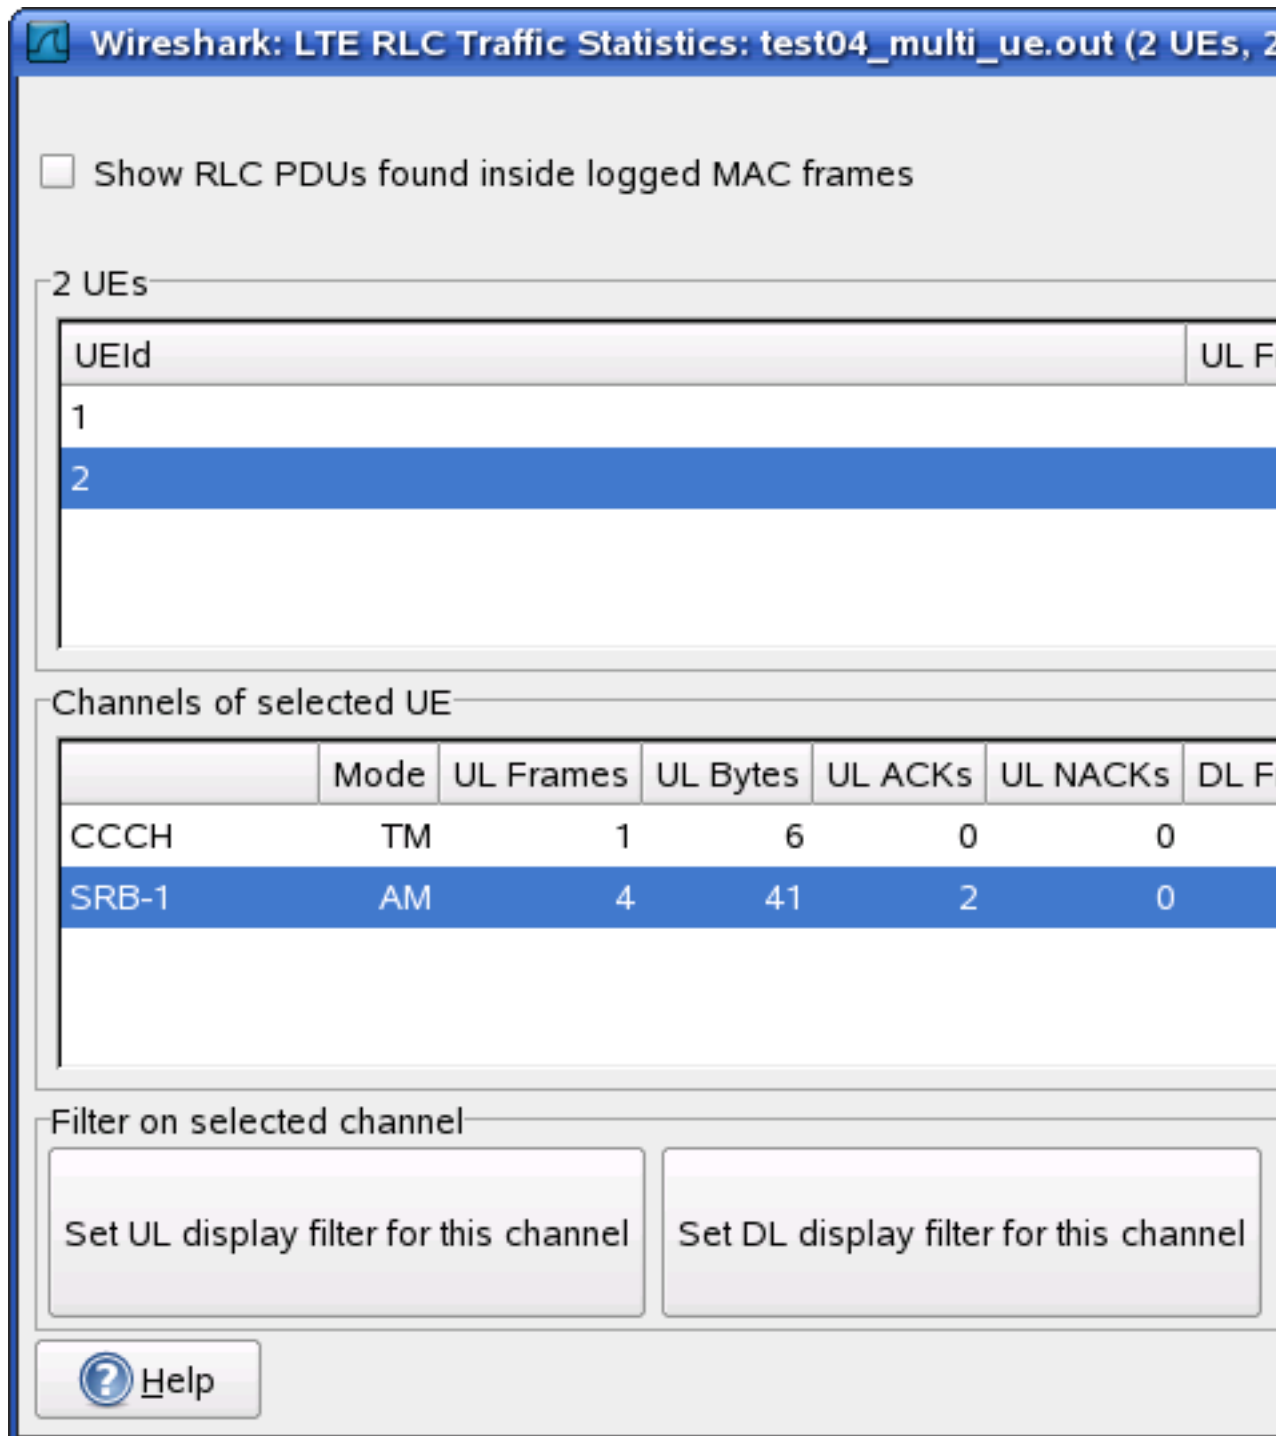 Wireshark: LTE RLC Traffic Statistics: test04_multi_ue.out (2 UEs, 2
Show RLC PDUs found inside logged MAC frames
2 UEs
UEId UL F
1
2
Channels of selected UE
Mode UL Frames UL Bytes UL ACKs UL NACKs DL F
CCCH TM 1 6 0 0
SRB-1 AM 4 41 2 0
Filter on selected channel
Set UL display filter for this channel Set DL display filter for this channel
Help